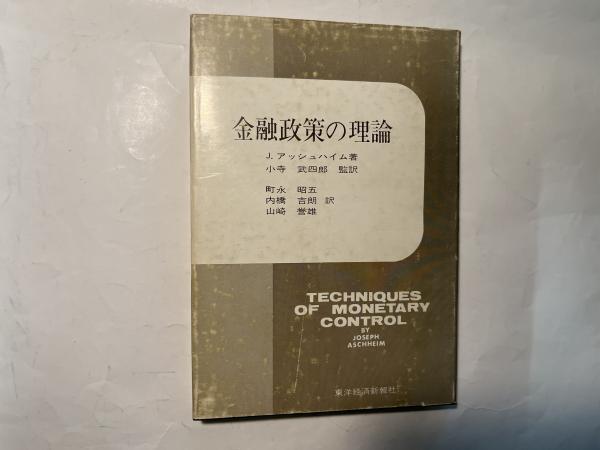 金融政策の理論
J.アッシュハイム著
小寺 武四郎 監訳
町永 昭五
内橋 吉朗 訳
山崎 誉雄
TECHNIQUES
OF MONETARY
CONTROL
BY
JOSEPH
ASCHHEIM
東洋経済新報社